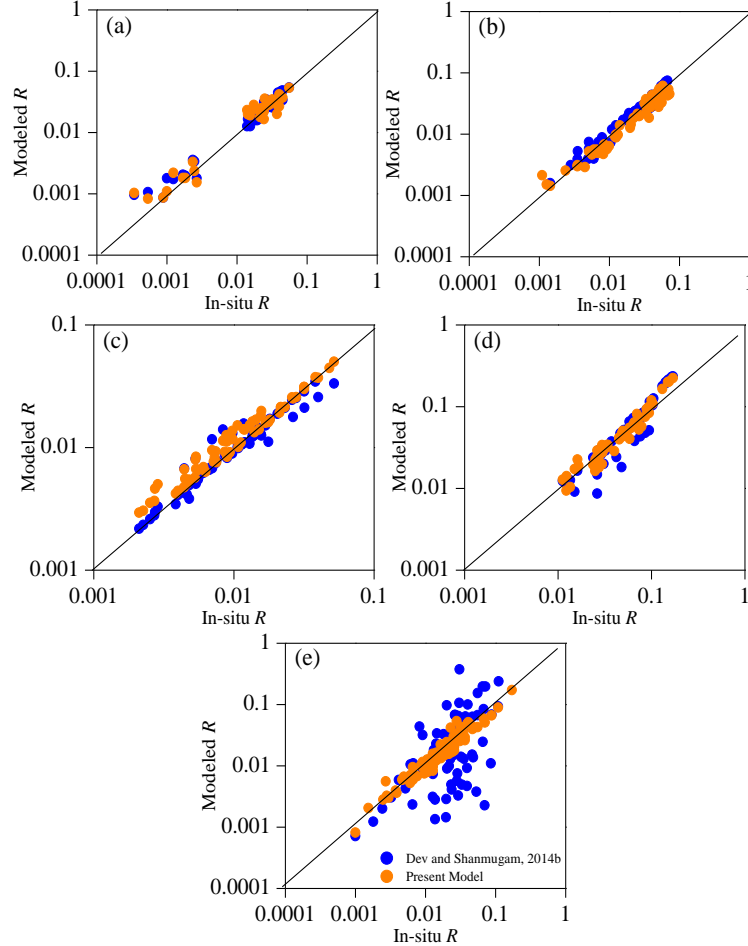 (a)
1
0.1
0.01
0.001
0.0001
Modeled R
0.0001 0.001 0.01 0.1 1
In-situ R
(b)
1
0.1
0.01
0.001
0.0001
Modeled R
0.0001 0.001 0.01 0.1 1
In-situ R
(c)
0.1
0.01
0.001
Modeled R
0.001 0.01 0.1
In-situ R
(d)
1
0.1
0.01
0.001
Modeled R
0.001 0.01 0.1 1
In-situ R
(e)
1
0.1
0.01
0.001
0.0001
Modeled R
Dev and Shanmugam, 2014b
Present Model
0.0001 0.001 0.01 0.1 1
In-situ R